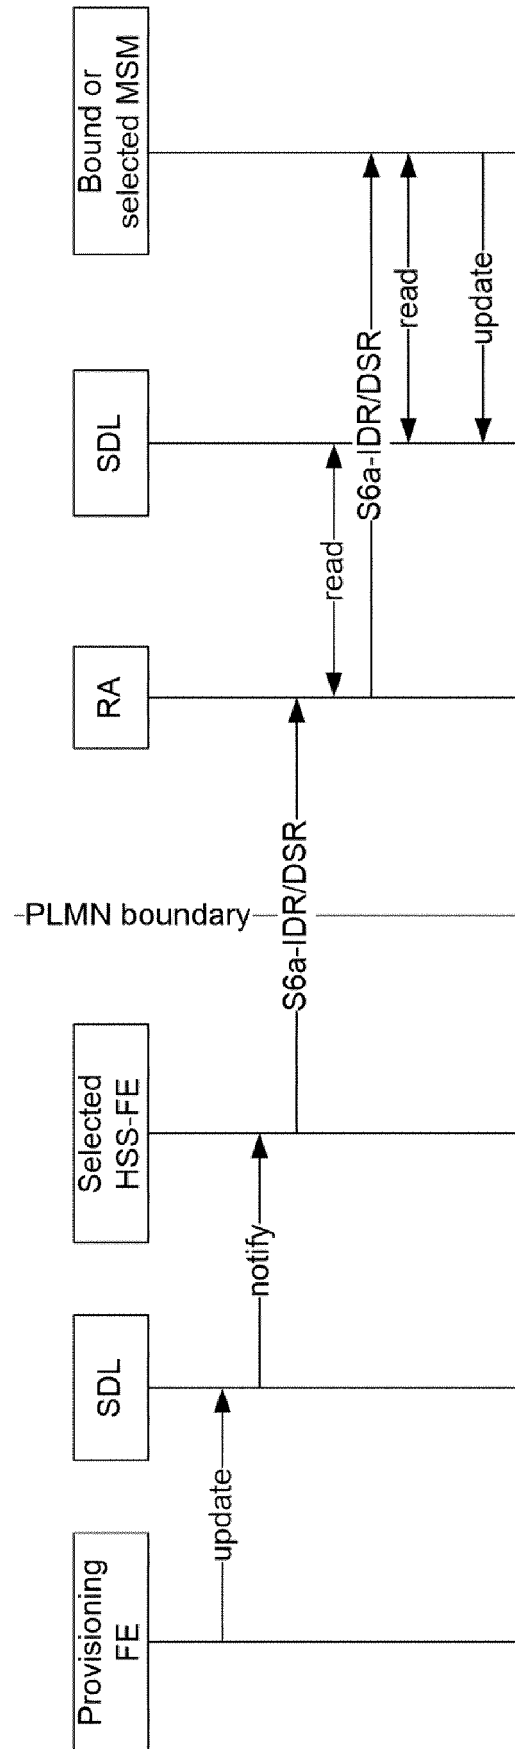 Provisioning
FE
SDL
Selected
HSS-FE
PLMN boundary
RA
SDL
Bound or
selected MSM
update
notify
S6a-IDR/DSR
read
S6a-IDR/DSR
read
update